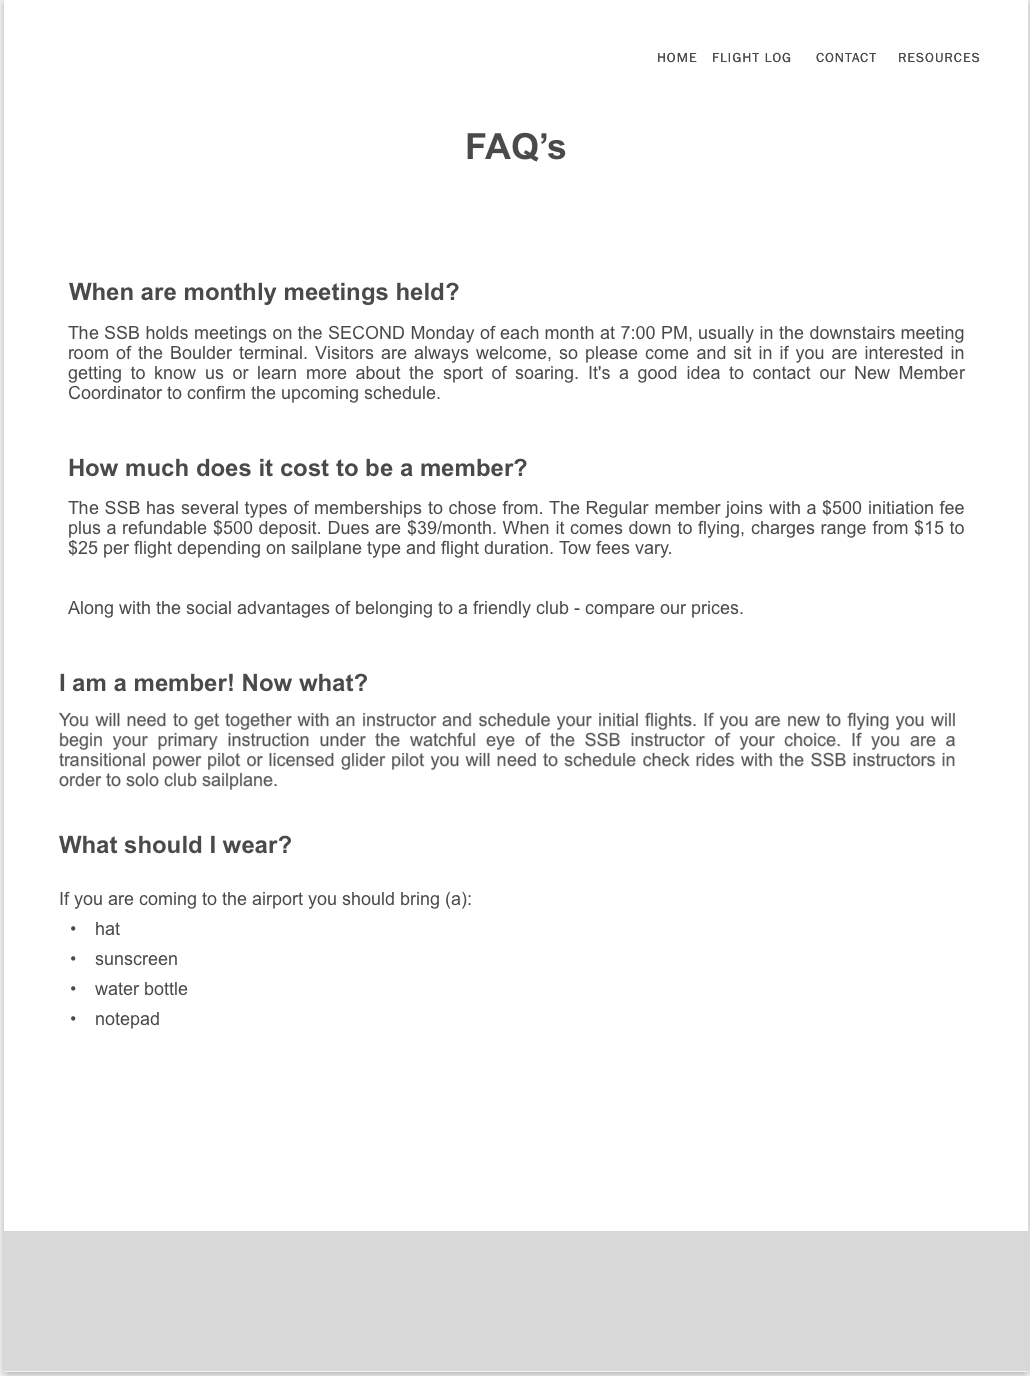 HOME FLIGHT LOG CONTACT RESOURCES
FAQ’s
When are monthly meetings held?
The SSB holds meetings on the SECOND Monday of each month at 7:00 PM, usually in the downstairs meeting
room of the Boulder terminal. Visitors are always welcome, so please come and sit in if you are interested in
getting to know us or learn more about the sport of soaring. It's a good idea to contact our New Member
Coordinator to confirm the upcoming schedule.
How much does it cost to be a member?
The SSB has several types of memberships to chose from. The Regular member joins with a $500 initiation fee
plus a refundable $500 deposit. Dues are $39/month. When it comes down to flying, charges range from $15 to
$25 per flight depending on sailplane type and flight duration. Tow fees vary.
Along with the social advantages of belonging to a friendly club - compare our prices.
I am a member! Now what?
You will need to get together with an instructor and schedule your initial flights. If you are new to flying you will
begin your primary instruction under the watchful eye of the SSB instructor of your choice. If you are a
transitional power pilot or licensed glider pilot you will need to schedule check rides with the SSB instructors in
order to solo club sailplane.
What should I wear?
If you are coming to the airport you should bring (a):
• hat
• sunscreen
• water bottle
• notepad